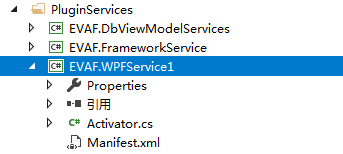 PluginServices
C# EVAF.DbViewModelServices
C# EVAF.FrameworkService
C# EVAF.WPFService1
Properties
引用
C# Activator.cs
Manifest.xml